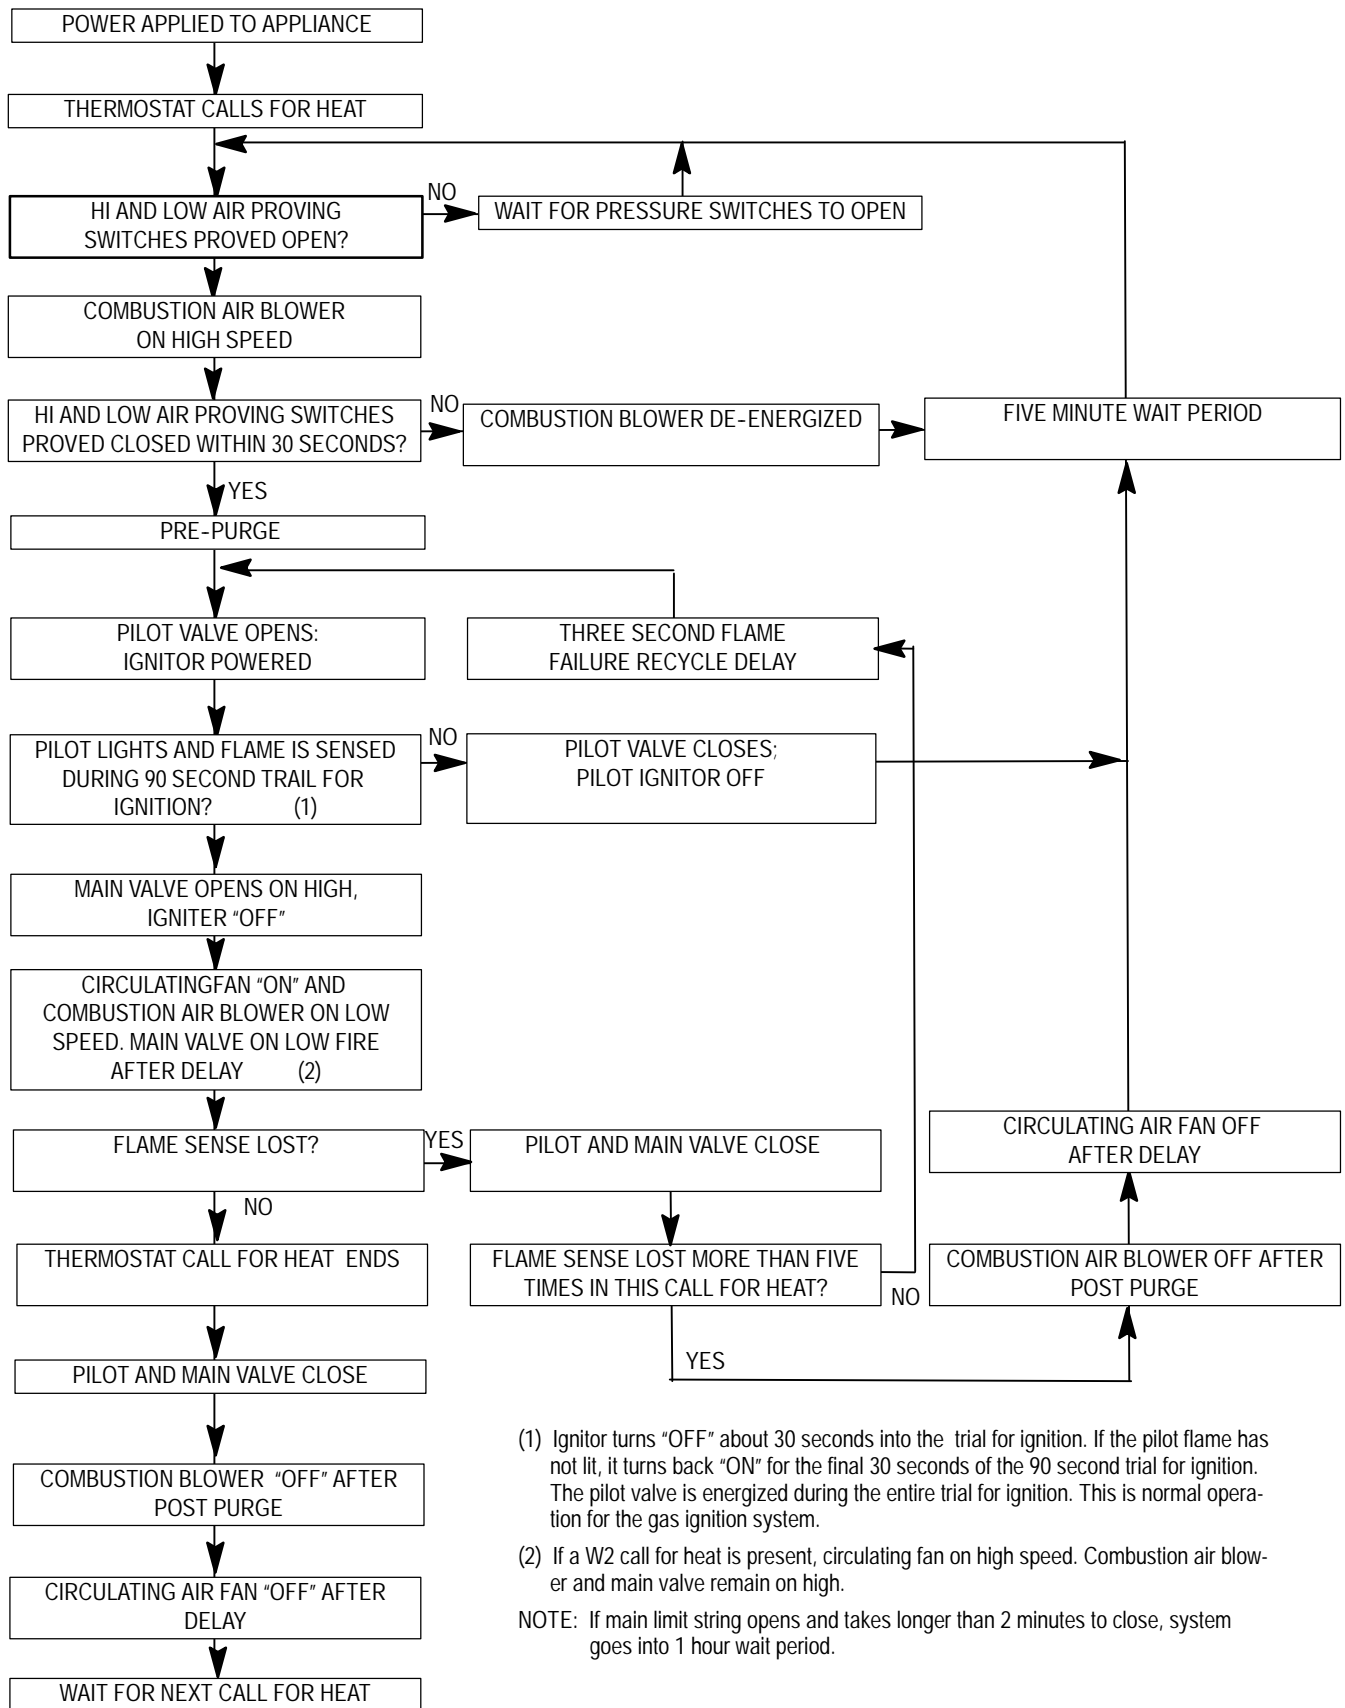 POWER APPLIED TO APPLIANCE
THERMOSTAT CALLS FOR HEAT
HI AND LOW AIR PROVING
SWITCHES PROVED OPEN?
NO
WAIT FOR PRESSURE SWITCHES TO OPEN
COMBUSTION AIR BLOWER
ON HIGH SPEED
HI AND LOW AIR PROVING SWITCHES
PROVED CLOSED WITHIN 30 SECONDS?
NO
COMBUSTION BLOWER DE-ENERGIZED
FIVE MINUTE WAIT PERIOD
YES
PRE-PURGE
PILOT VALVE OPENS:
IGNITOR POWERED
THREE SECOND FLAME
FAILURE RECYCLE DELAY
PILOT LIGHTS AND FLAME IS SENSED
DURING 90 SECOND TRAIL FOR
IGNITION? (1)
NO
PILOT VALVE CLOSES;
PILOT IGNITOR OFF
MAIN VALVE OPENS ON HIGH,
IGNITER “OFF”
CIRCULATINGFAN “ON” AND
COMBUSTION AIR BLOWER ON LOW
SPEED. MAIN VALVE ON LOW FIRE
AFTER DELAY (2)
FLAME SENSE LOST?
YES
PILOT AND MAIN VALVE CLOSE
CIRCULATING AIR FAN OFF
AFTER DELAY
NO
THERMOSTAT CALL FOR HEAT ENDS
FLAME SENSE LOST MORE THAN FIVE
TIMES IN THIS CALL FOR HEAT?
NO
COMBUSTION AIR BLOWER OFF AFTER
POST PURGE
YES
PILOT AND MAIN VALVE CLOSE
COMBUSTION BLOWER “OFF” AFTER
POST PURGE
CIRCULATING AIR FAN “OFF” AFTER
DELAY
WAIT FOR NEXT CALL FOR HEAT
(1) Ignitor turns “OFF” about 30 seconds into the trial for ignition. If the pilot flame has
not lit, it turns back “ON” for the final 30 seconds of the 90 second trial for ignition.
The pilot valve is energized during the entire trial for ignition. This is normal opera-
tion for the gas ignition system.
(2) If a W2 call for heat is present, circulating fan on high speed. Combustion air blow-
er and main valve remain on high.
NOTE: If main limit string opens and takes longer than 2 minutes to close, system
goes into 1 hour wait period.